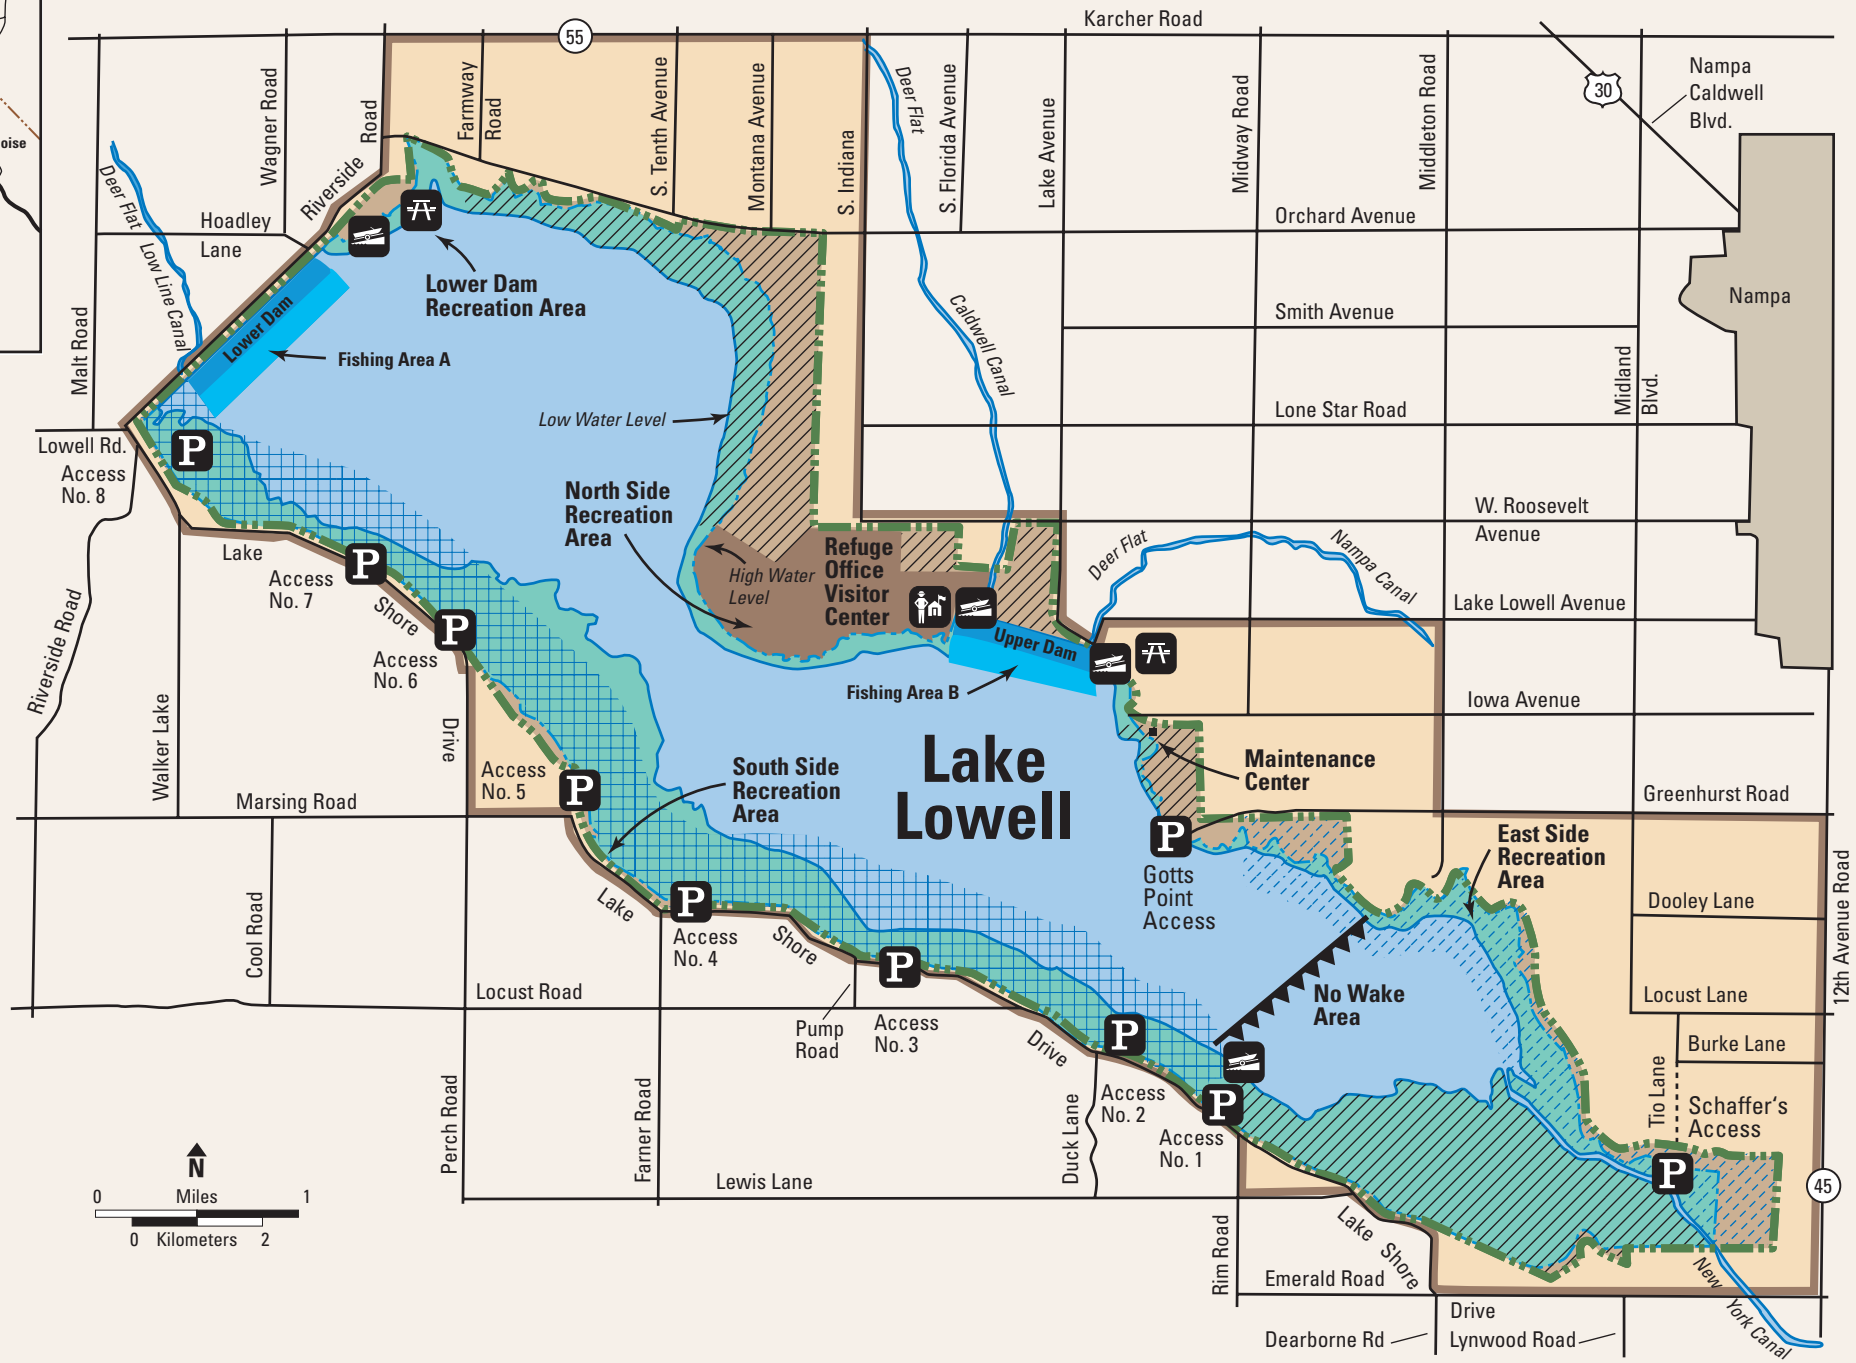 Karcher Road
55
oise
Wagner Road
Riverside
Road
Farmway
Road
S. Tenth Avenue
Montana Avenue
S. Indiana
Deer Flat
S. Florida Avenue
Lake Avenue
Midway Road
Middleton Road
30
Nampa
Caldwell
Blvd.
Deer Flat
Low Line Canal
Hoadley
Lane
Orchard Avenue
Lower Dam
Recreation Area
Lower Dam
Fishing Area A
Caldwell Canal
Smith Avenue
Nampa
Malt Road
Midland
Blvd.
Low Water Level
Lone Star Road
Lowell Rd.
Access
No. 8
North Side
Recreation
Area
W. Roosevelt
Avenue
P
Lake
Access
No. 7
P
Shore
High Water
Level
Refuge
Office
Visitor
Center
Deer Flat
Nampa Canal
Lake Lowell Avenue
Riverside Road
P
Access
No. 6
Upper Dam
Fishing Area B
Iowa Avenue
Walker Lake
Drive
Access
No. 5
P
South Side
Recreation
Area
Lake
Lowell
Maintenance
Center
Marsing Road
Greenhurst Road
P
Gotts
Point
Access
East Side
Recreation
Area
12th Avenue Road
Cool Road
Lake
P
Access
No. 4
Shore
Dooley Lane
Locust Road
P
Pump
Road
Access
No. 3
Drive
No Wake
Area
Locust Lane
Burke Lane
P
Access
No. 2
Duck Lane
P
Access
No. 1
Tio Lane
Schaffer's
Access
P
Perch Road
Farner Road
Lewis Lane
45
N
0 Miles 1
0 Kilometers 2
Rim Road
Lake Shore
Emerald Road
Drive
New York Canal
Dearborne Rd
Lynwood Road